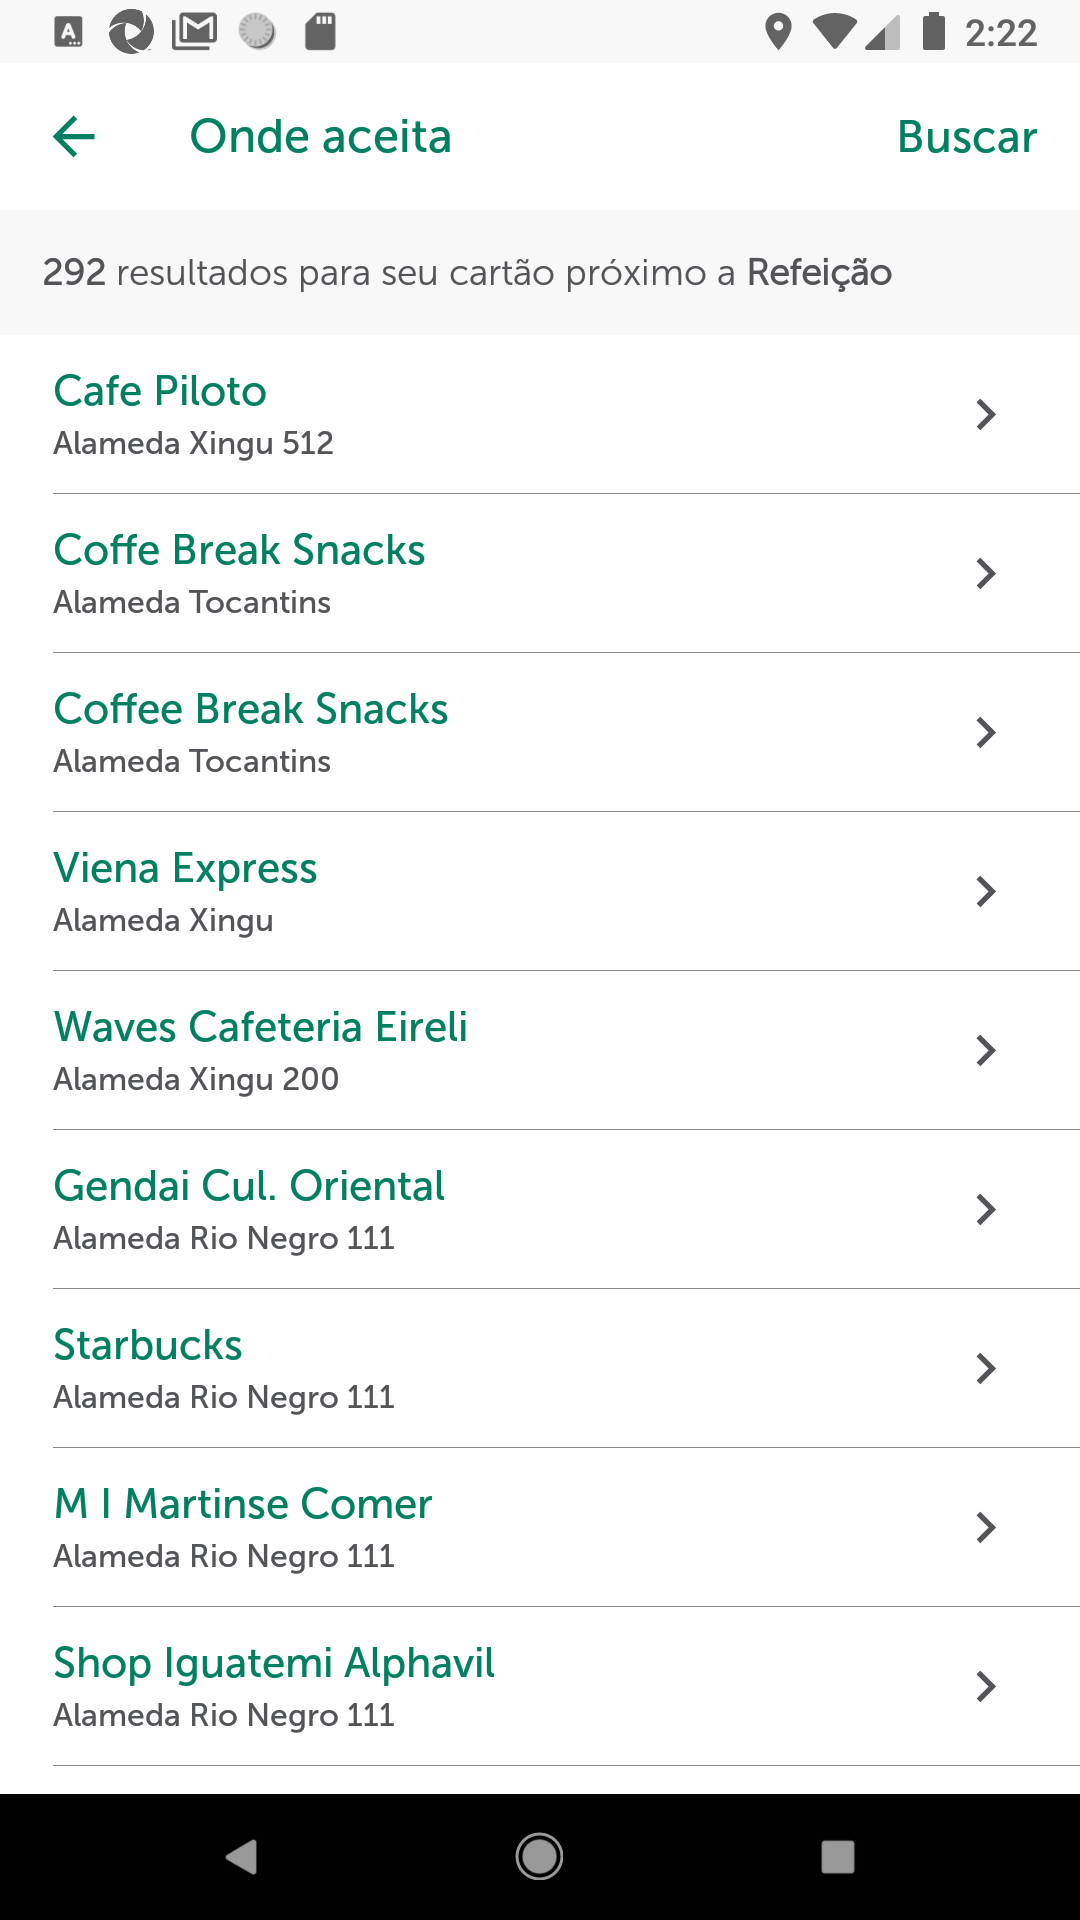 2:22
Onde aceita
Buscar
292 resultados para seu cartão próximo a Refeição
Cafe Piloto
Alameda Xingu 512
Coffe Break Snacks
Alameda Tocantins
Coffee Break Snacks
Alameda Tocantins
Viena Express
Alameda Xingu
Waves Cafeteria Eireli
Alameda Xingu 200
Gendai Cul. Oriental
Alameda Rio Negro 111
Starbucks
Alameda Rio Negro 111
M I Martinse Comer
Alameda Rio Negro 111
Shop Iguatemi Alphavil
Alameda Rio Negro 111